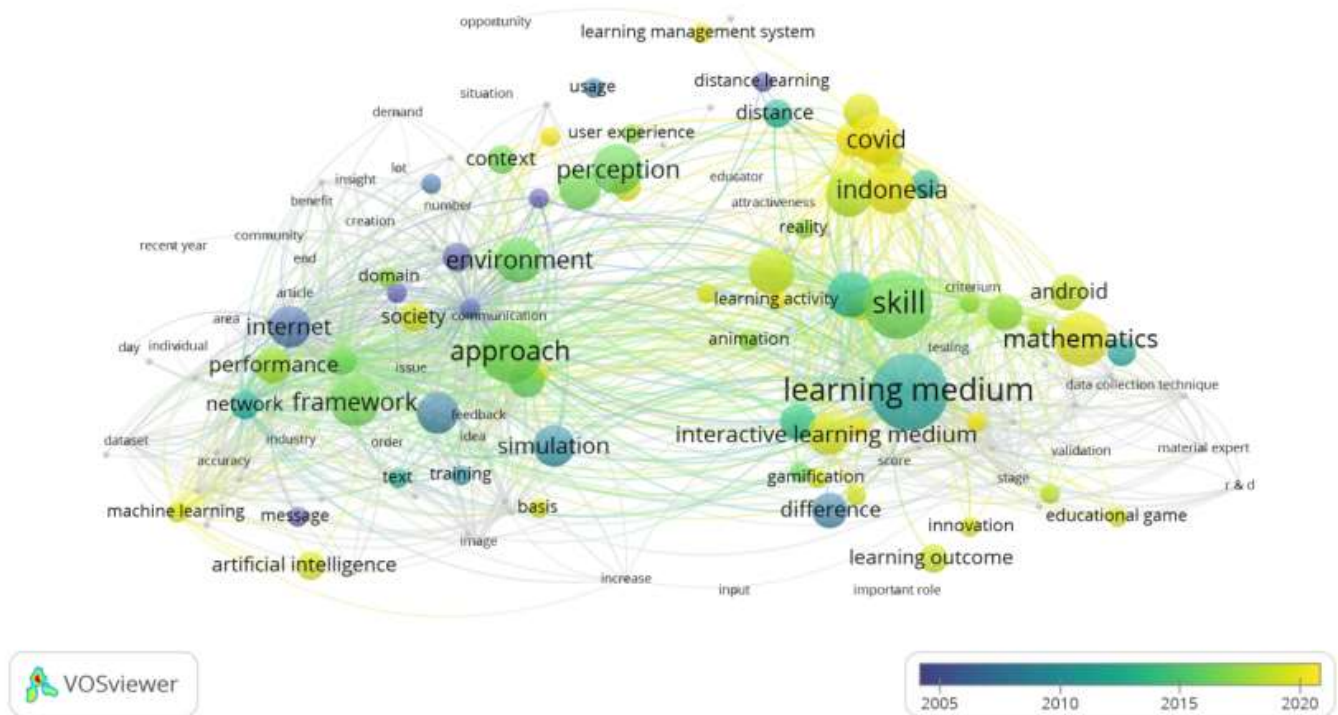 opportunity
learning management system
distance learning
usage
situation
demand
distance
user experience
covid
context
perception
lot
insight
educator
indonesia
benefit
number
attractiveness
creation
reality
community
recent year
end
environment
domain
article
criterium
android
learning activity
skill
area
internet
society
communication
animation
mathematics
day
individual
testing
approach
performance
issue
data collection technique
learning medium
network
framework
feedback
dataset
industry
order
idea
simulation
interactive learning medium
material expert
validation
accuracy
score
text
training
gamification
stage
r & d
machine learning
message
basis
difference
educational game
innovation
image
artificial intelligence
learning outcome
increase
input
important role
VOSviewer
2005
2010
2015
2020